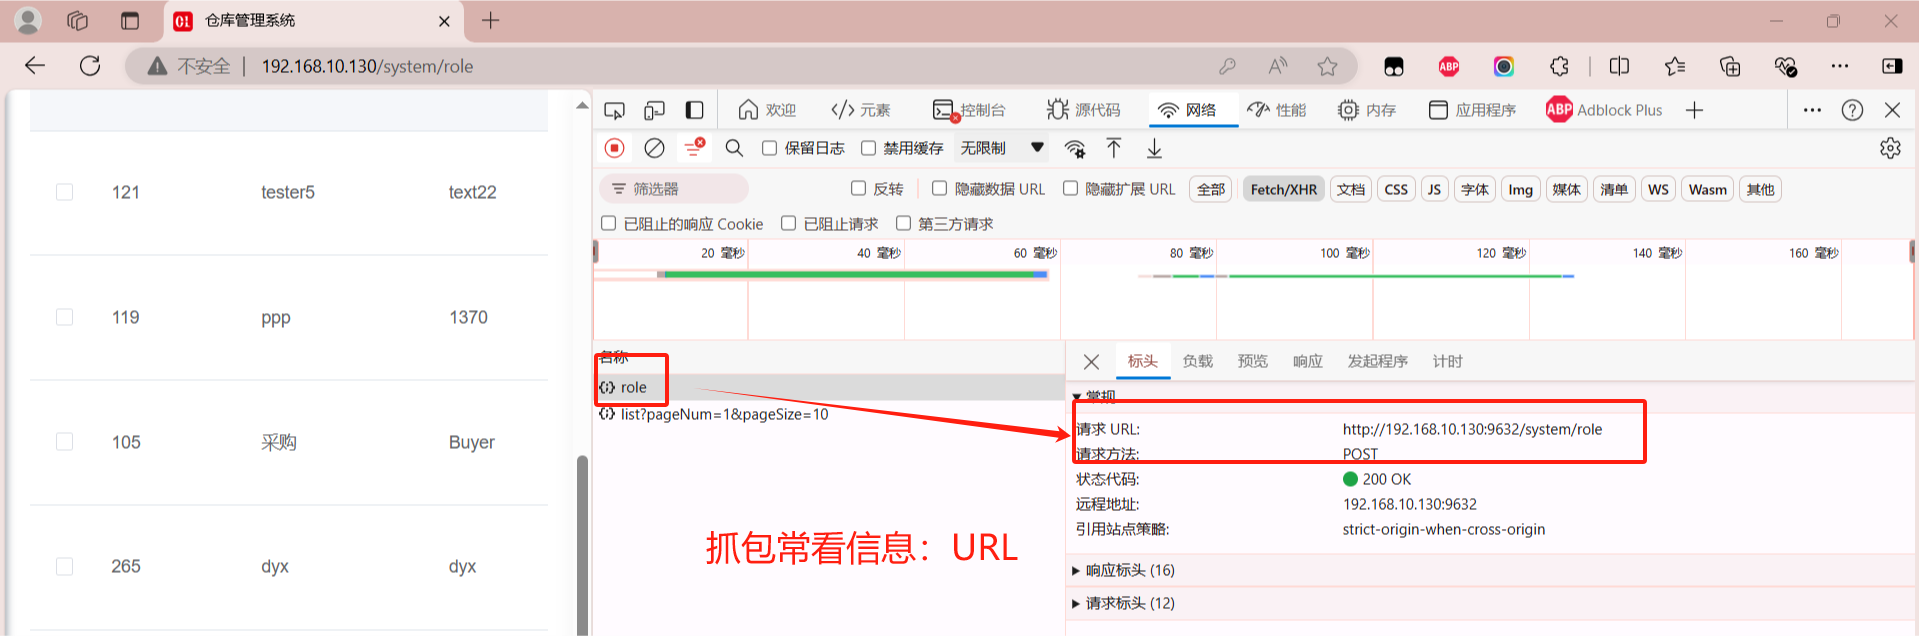 仓库管理系统
不安全 192.168.10.130/system/role
欢迎 元素 控制台 源代码 网络 性能 内存 应用程序 Adblock Plus
保留日志 禁用缓存 无限制
筛选器 反转 隐藏数据 URL 隐藏扩展 URL 全部 Fetch/XHR 文档 CSS JS 字体 Img 媒体 清单 WS Wasm 其他
已阻止的响应 Cookie 已阻止请求 第三方请求
20 毫秒 40 毫秒 60 毫秒 80 毫秒 100 毫秒 120 毫秒 140 毫秒 160 毫秒
121 tester5 text22
119 ppp 1370
105 采购 Buyer
265 dyx dyx
名称
role
list?pageNum=1&pageSize=10
标头 负载 预览 响应 发起程序 计时
常规
请求 URL: http://192.168.10.130:9632/system/role
请求方法: POST
状态代码: 200 OK
远程地址: 192.168.10.130:9632
引用站点策略: strict-origin-when-cross-origin
响应标头 (16)
请求标头 (12)
抓包常看信息：URL
ABP
ABP
01